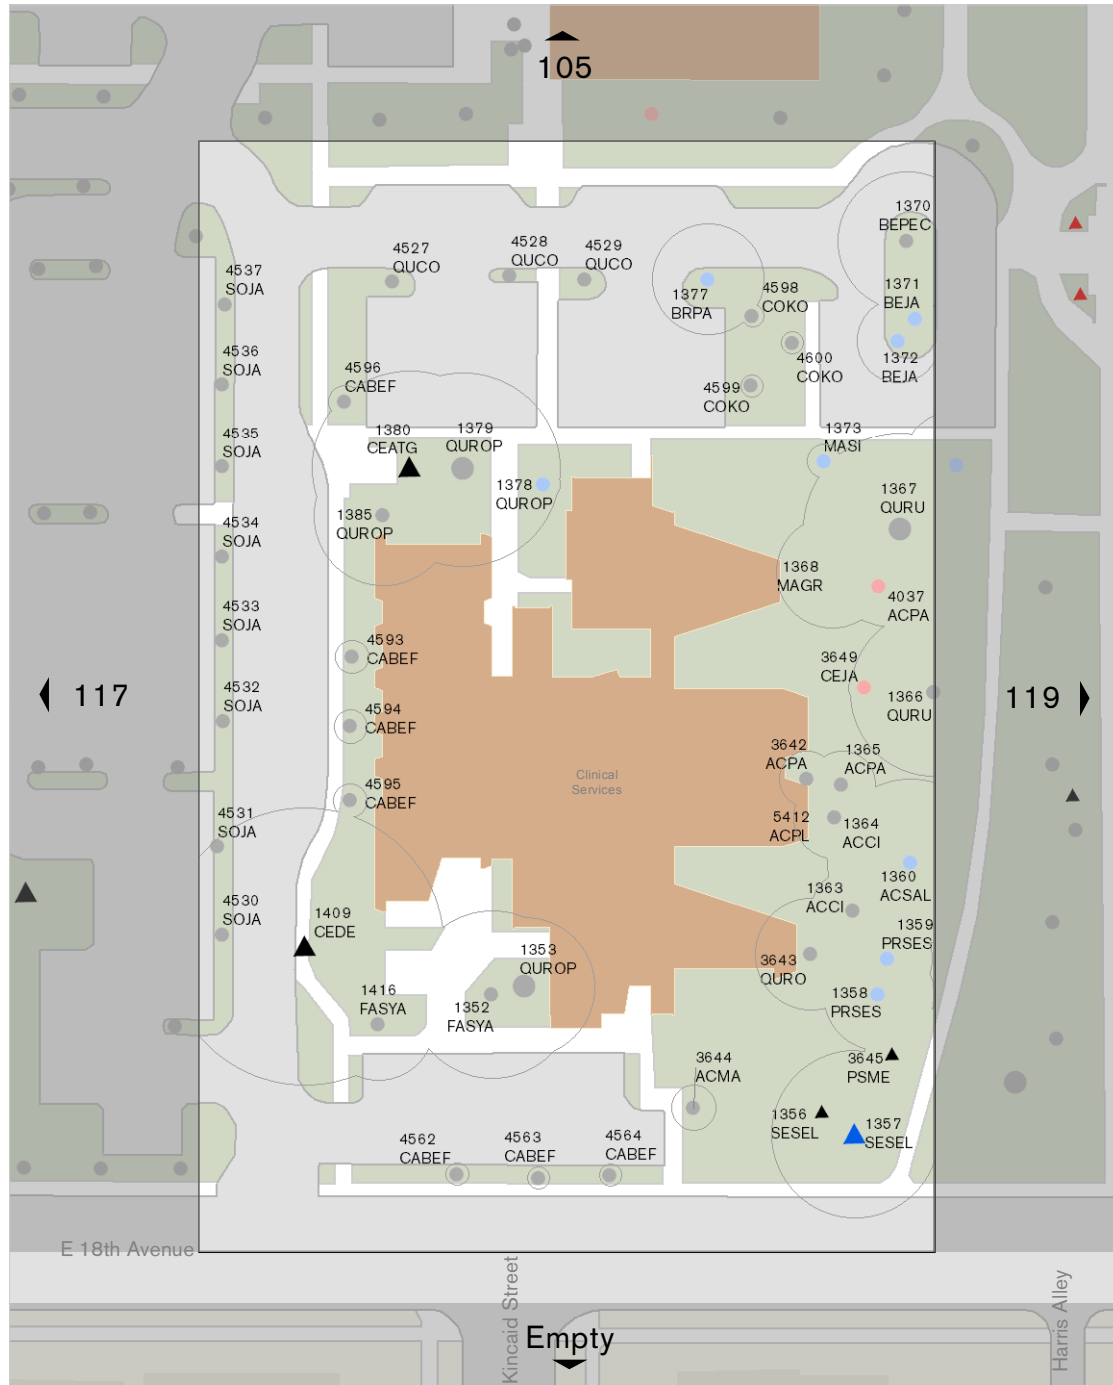 105
1370
BEPEC
4527
QUCO
4528
QUCO
4529
QUCO
4537
SOJA
1377
BRPA
4598
COKO
1371
BEJA
4536
SOJA
4596
CABEF
4600
COKO
1372
BEJA
4599
COKO
4535
SOJA
1380
CEATG
1379
QUROP
1373
MASI
1378
QUROP
1367
QURU
1385
QUROP
4534
SOJA
1368
MAGR
4037
ACPA
4533
SOJA
4593
CABEF
3649
CEJA
117
4532
SOJA
4594
CABEF
1366
QURU
119
3642
ACPA
1365
ACPA
Clinical
Services
4595
CABEF
4531
SOJA
5412
ACPL
1364
ACCI
1360
ACSAL
1363
ACCI
4530
SOJA
1409
CEDE
1359
PRSES
1353
QUROP
3643
QURO
1416
FASYA
1352
FASYA
1358
PRSES
3644
ACMA
3645
PSME
1356
SESEL
1357
SESEL
4562
CABEF
4563
CABEF
4564
CABEF
E 18th Avenue
Kincaid Street
Harris Alley
Empty